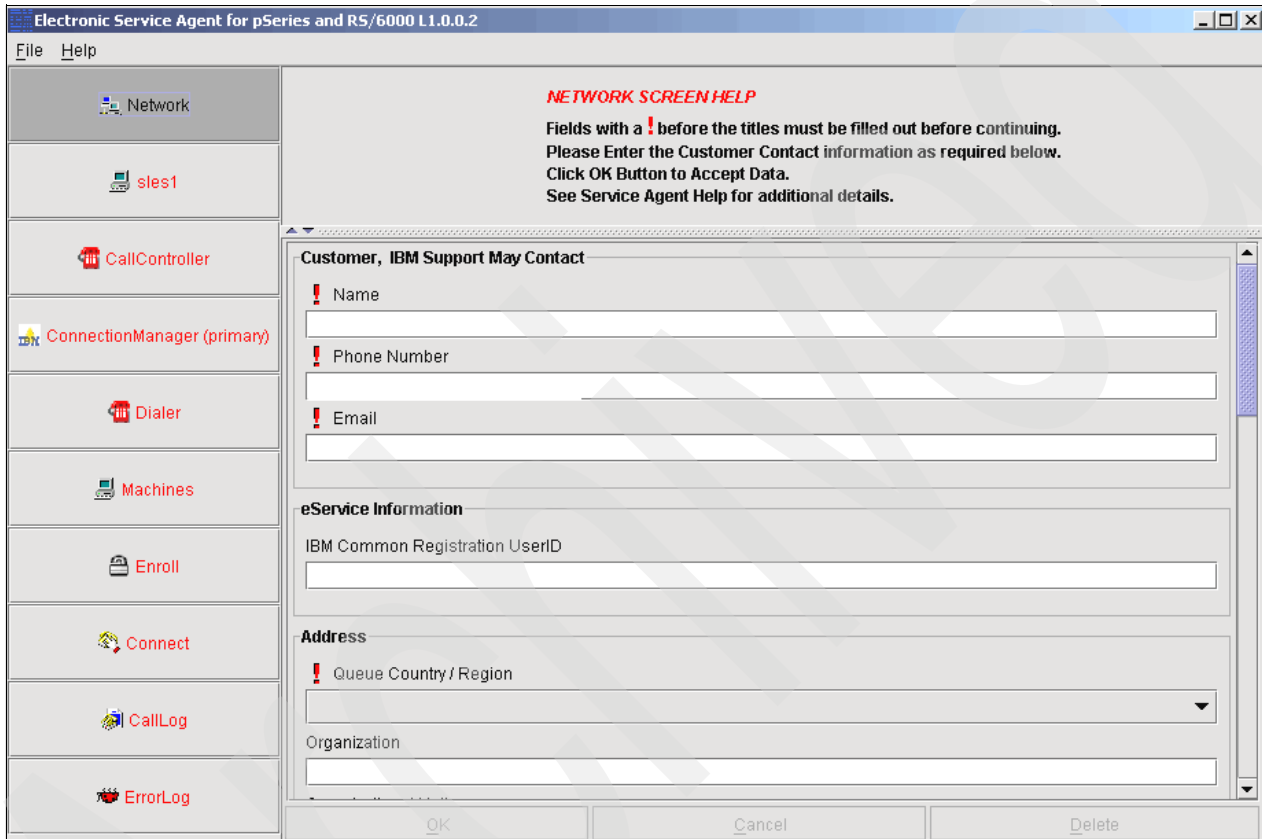 Electronic Service Agent for pSeries and RS/6000 L1.0.0.2
File Help
Network
sles1
CallController
ConnectionManager (primary)
Dialer
Machines
Enroll
Connect
CallLog
ErrorLog
NETWORK SCREEN HELP
Fields with a ! before the titles must be filled out before continuing.
Please Enter the Customer Contact information as required below.
Click OK Button to Accept Data.
See Service Agent Help for additional details.
Customer, IBM Support May Contact
! Name
! Phone Number
! Email
eService Information
IBM Common Registration UserID
Address
! Queue Country / Region
Organization
OK Cancel Delete